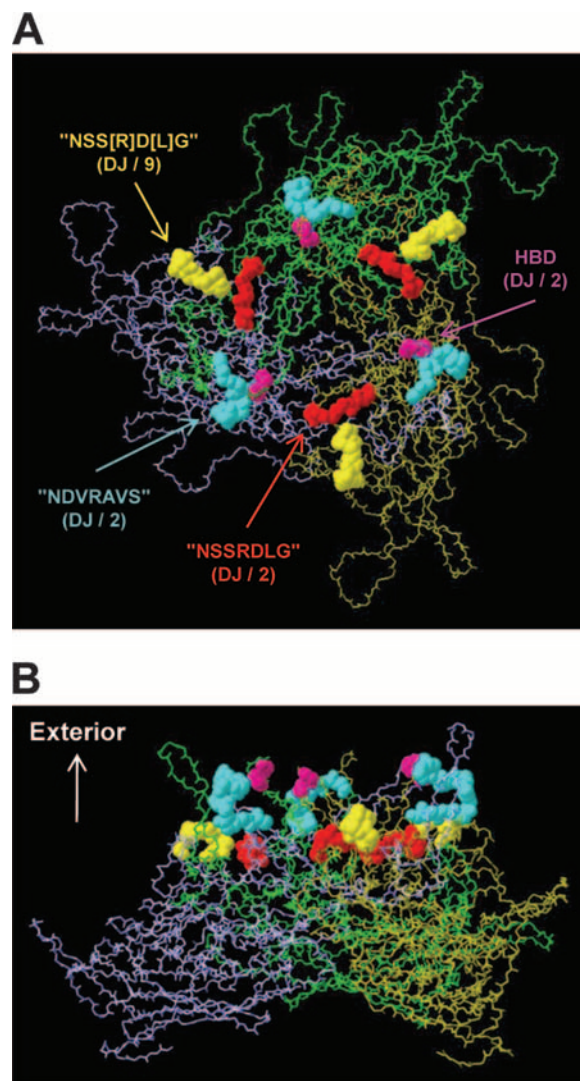 A
"NSS[R]D[L]G"
(DJ / 9)
HBD
(DJ / 2)
"NDVRAVS"
(DJ / 2)
"NSSRDLG"
(DJ / 2)
B
Exterior